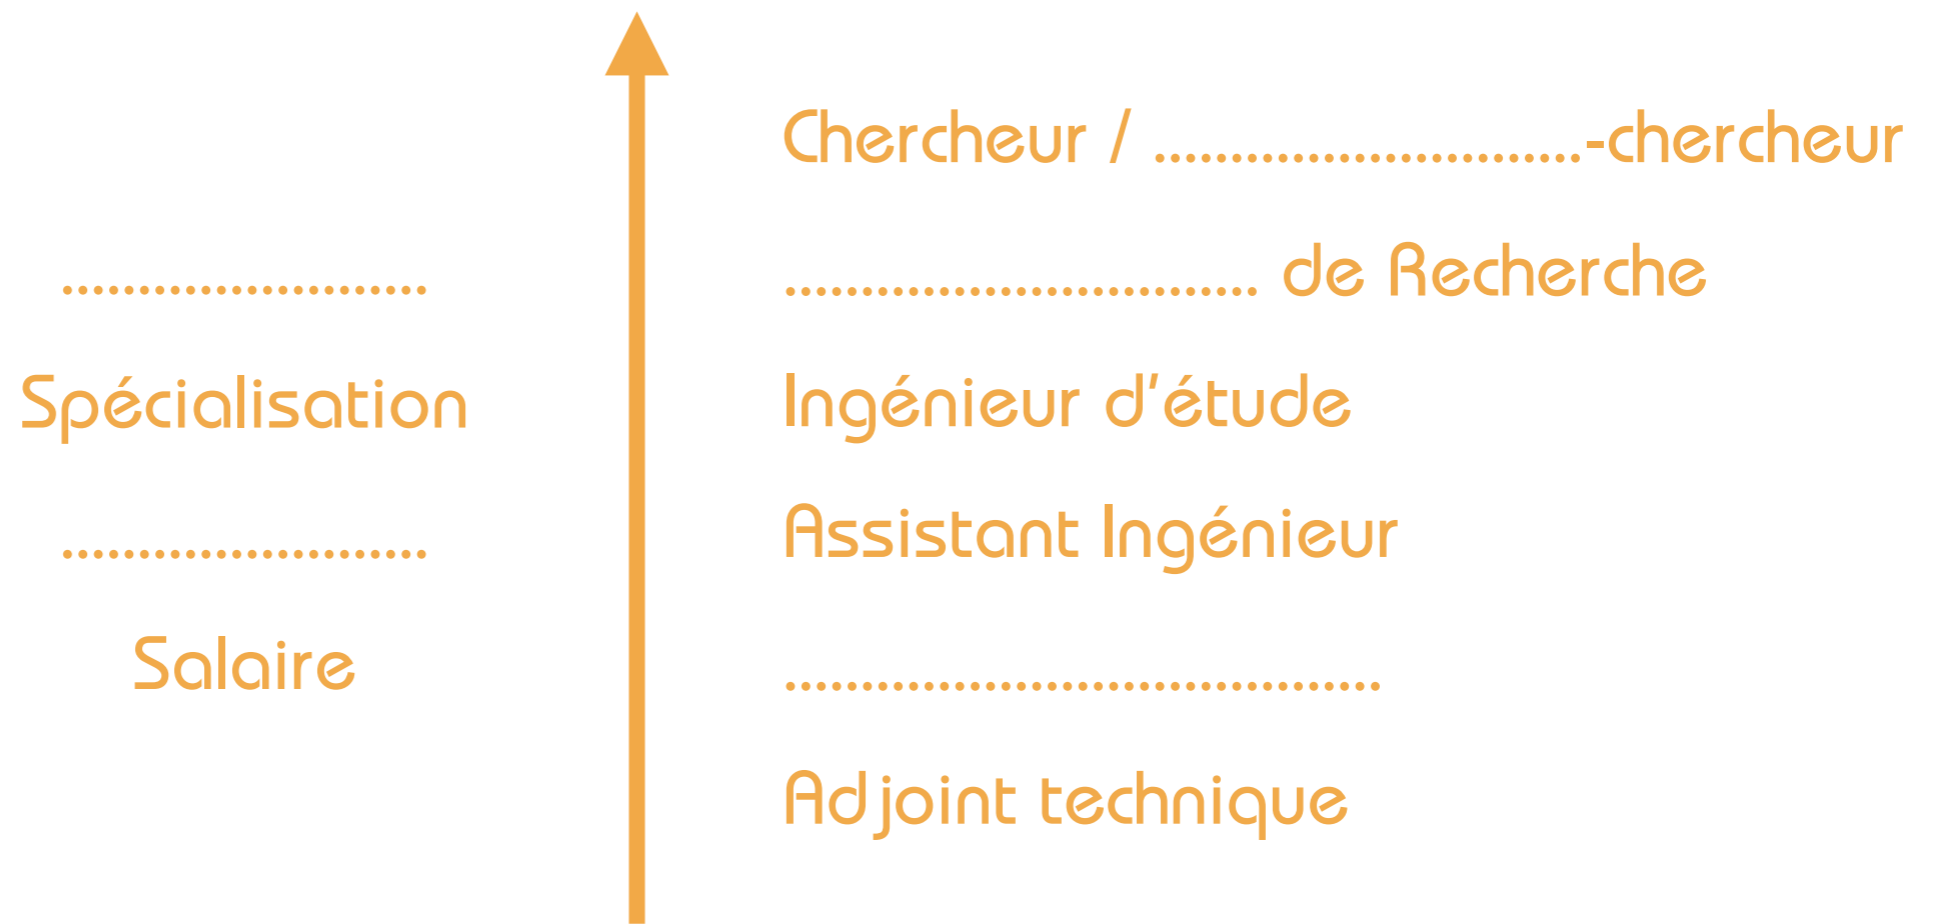 Chercheur / ............................-chercheur
........................
............................... de Recherche
Spécialisation
Ingénieur d'étude
........................
Assistant Ingénieur
Salaire
.......................................
Adjoint technique